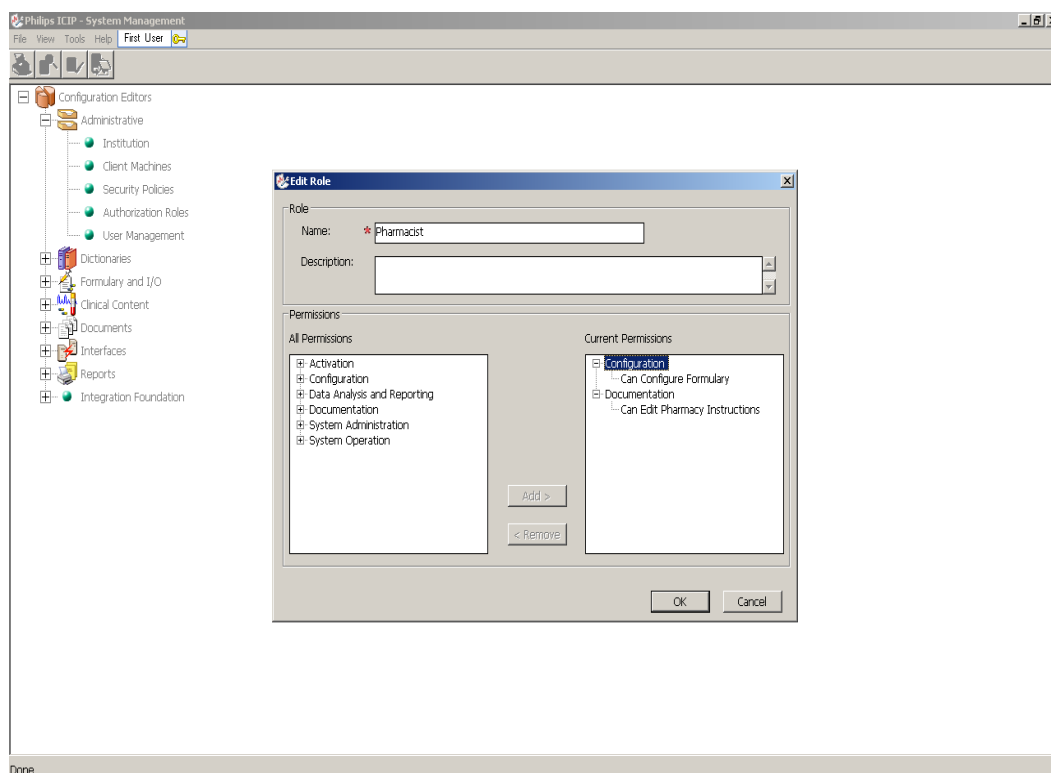 Philips ICIP - System Management
File View Tools Help First User
Configuration Editors
Administrative
Institution
Client Machines
Security Policies
Authorization Roles
User Management
Dictionaries
Formulary and I/O
Clinical Content
Documents
Interfaces
Reports
Integration Foundation
Edit Role
Role
Name: * Pharmacist
Description:
Permissions
All Permissions
Activation
Configuration
Data Analysis and Reporting
Documentation
System Administration
System Operation
Add >
< Remove
Current Permissions
Configuration
Can Configure Formulary
Documentation
Can Edit Pharmacy Instructions
OK Cancel
Done